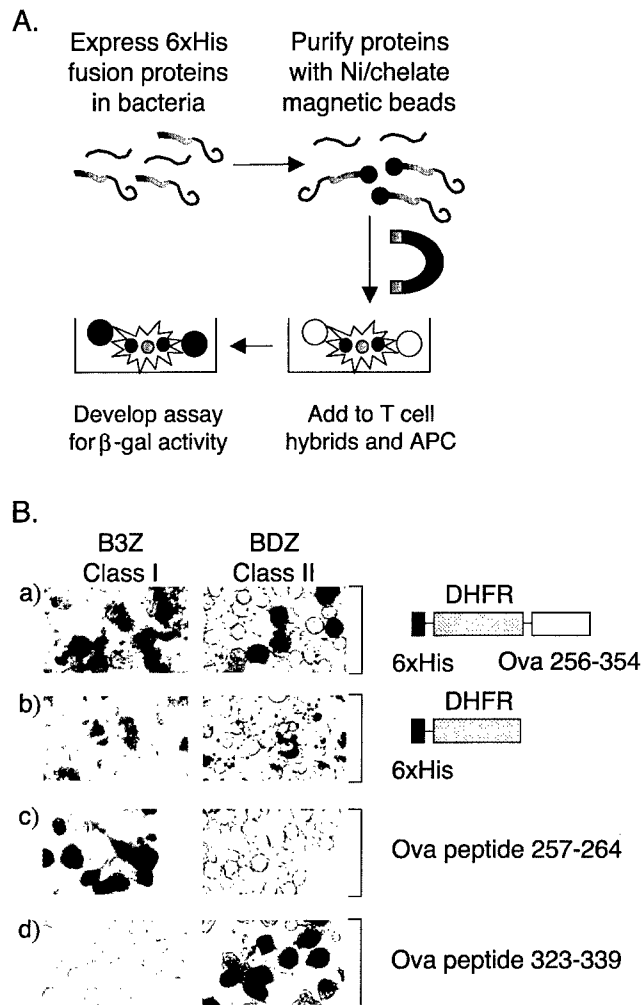 A.
Express 6xHis
fusion proteins
in bacteria
Purify proteins
with Ni/chelate
magnetic beads
Develop assay
for β-gal activity
Add to T cell
hybrids and APC
B.
B3Z
Class I
BDZ
Class II
a)
DHFR
6xHis
Ova 256-354
b)
DHFR
6xHis
c)
Ova peptide 257-264
d)
Ova peptide 323-339